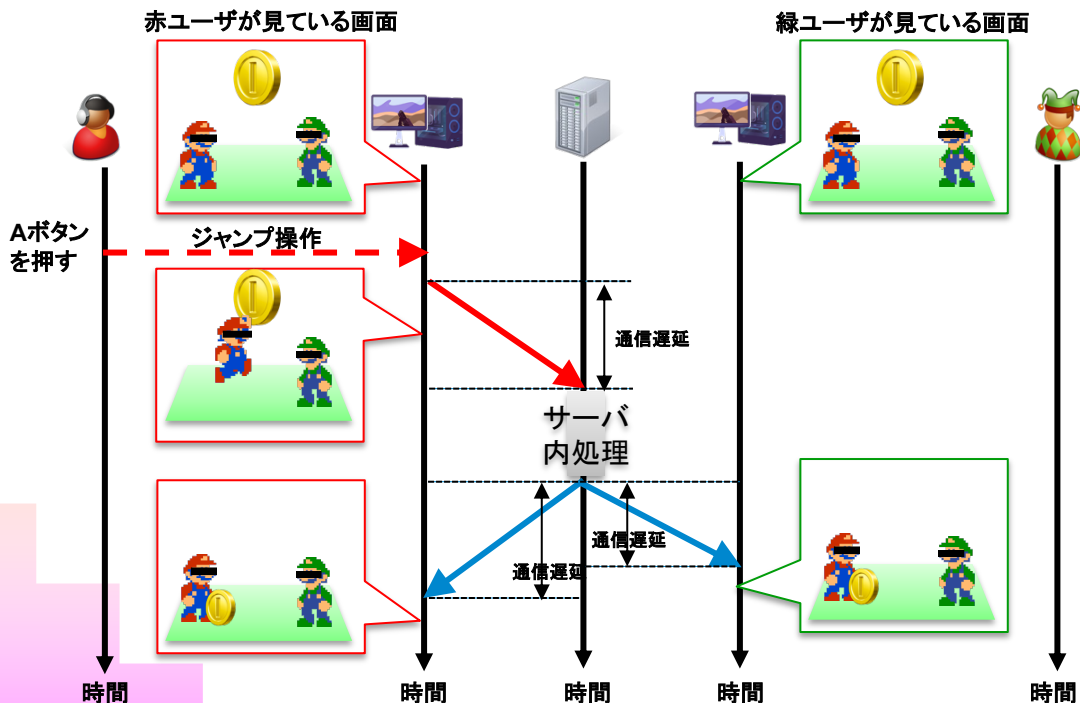 赤ユーザが見ている画面
緑ユーザが見ている画面
Aボタン
を押す
ジャンプ操作
通信遅延
サーバ
内処理
通信遅延
通信遅延
時間
時間
時間
時間
時間